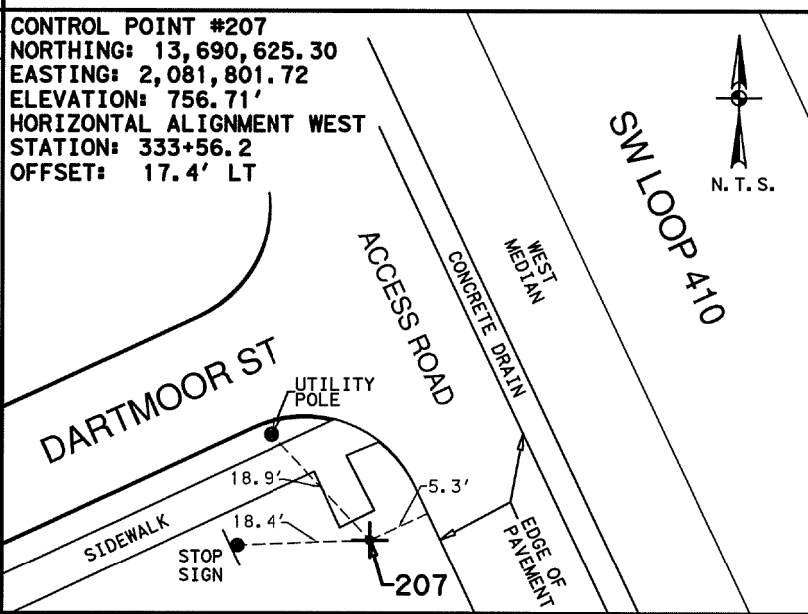 CONTROL POINT #207
NORTHING: 13,690,625.30
EASTING: 2,081,801.72
ELEVATION: 756.71'
HORIZONTAL ALIGNMENT WEST
STATION: 333+56.2
OFFSET: 17.4' LT
N.T.S.
SW LOOP 410
WEST
MEDIAN
CONCRETE DRAIN
ACCESS ROAD
DARTMOOR ST
UTILITY
POLE
18.9'
5.3'
18.4'
SIDEWALK
STOP
SIGN
207
EDGE OF
PAVEMENT